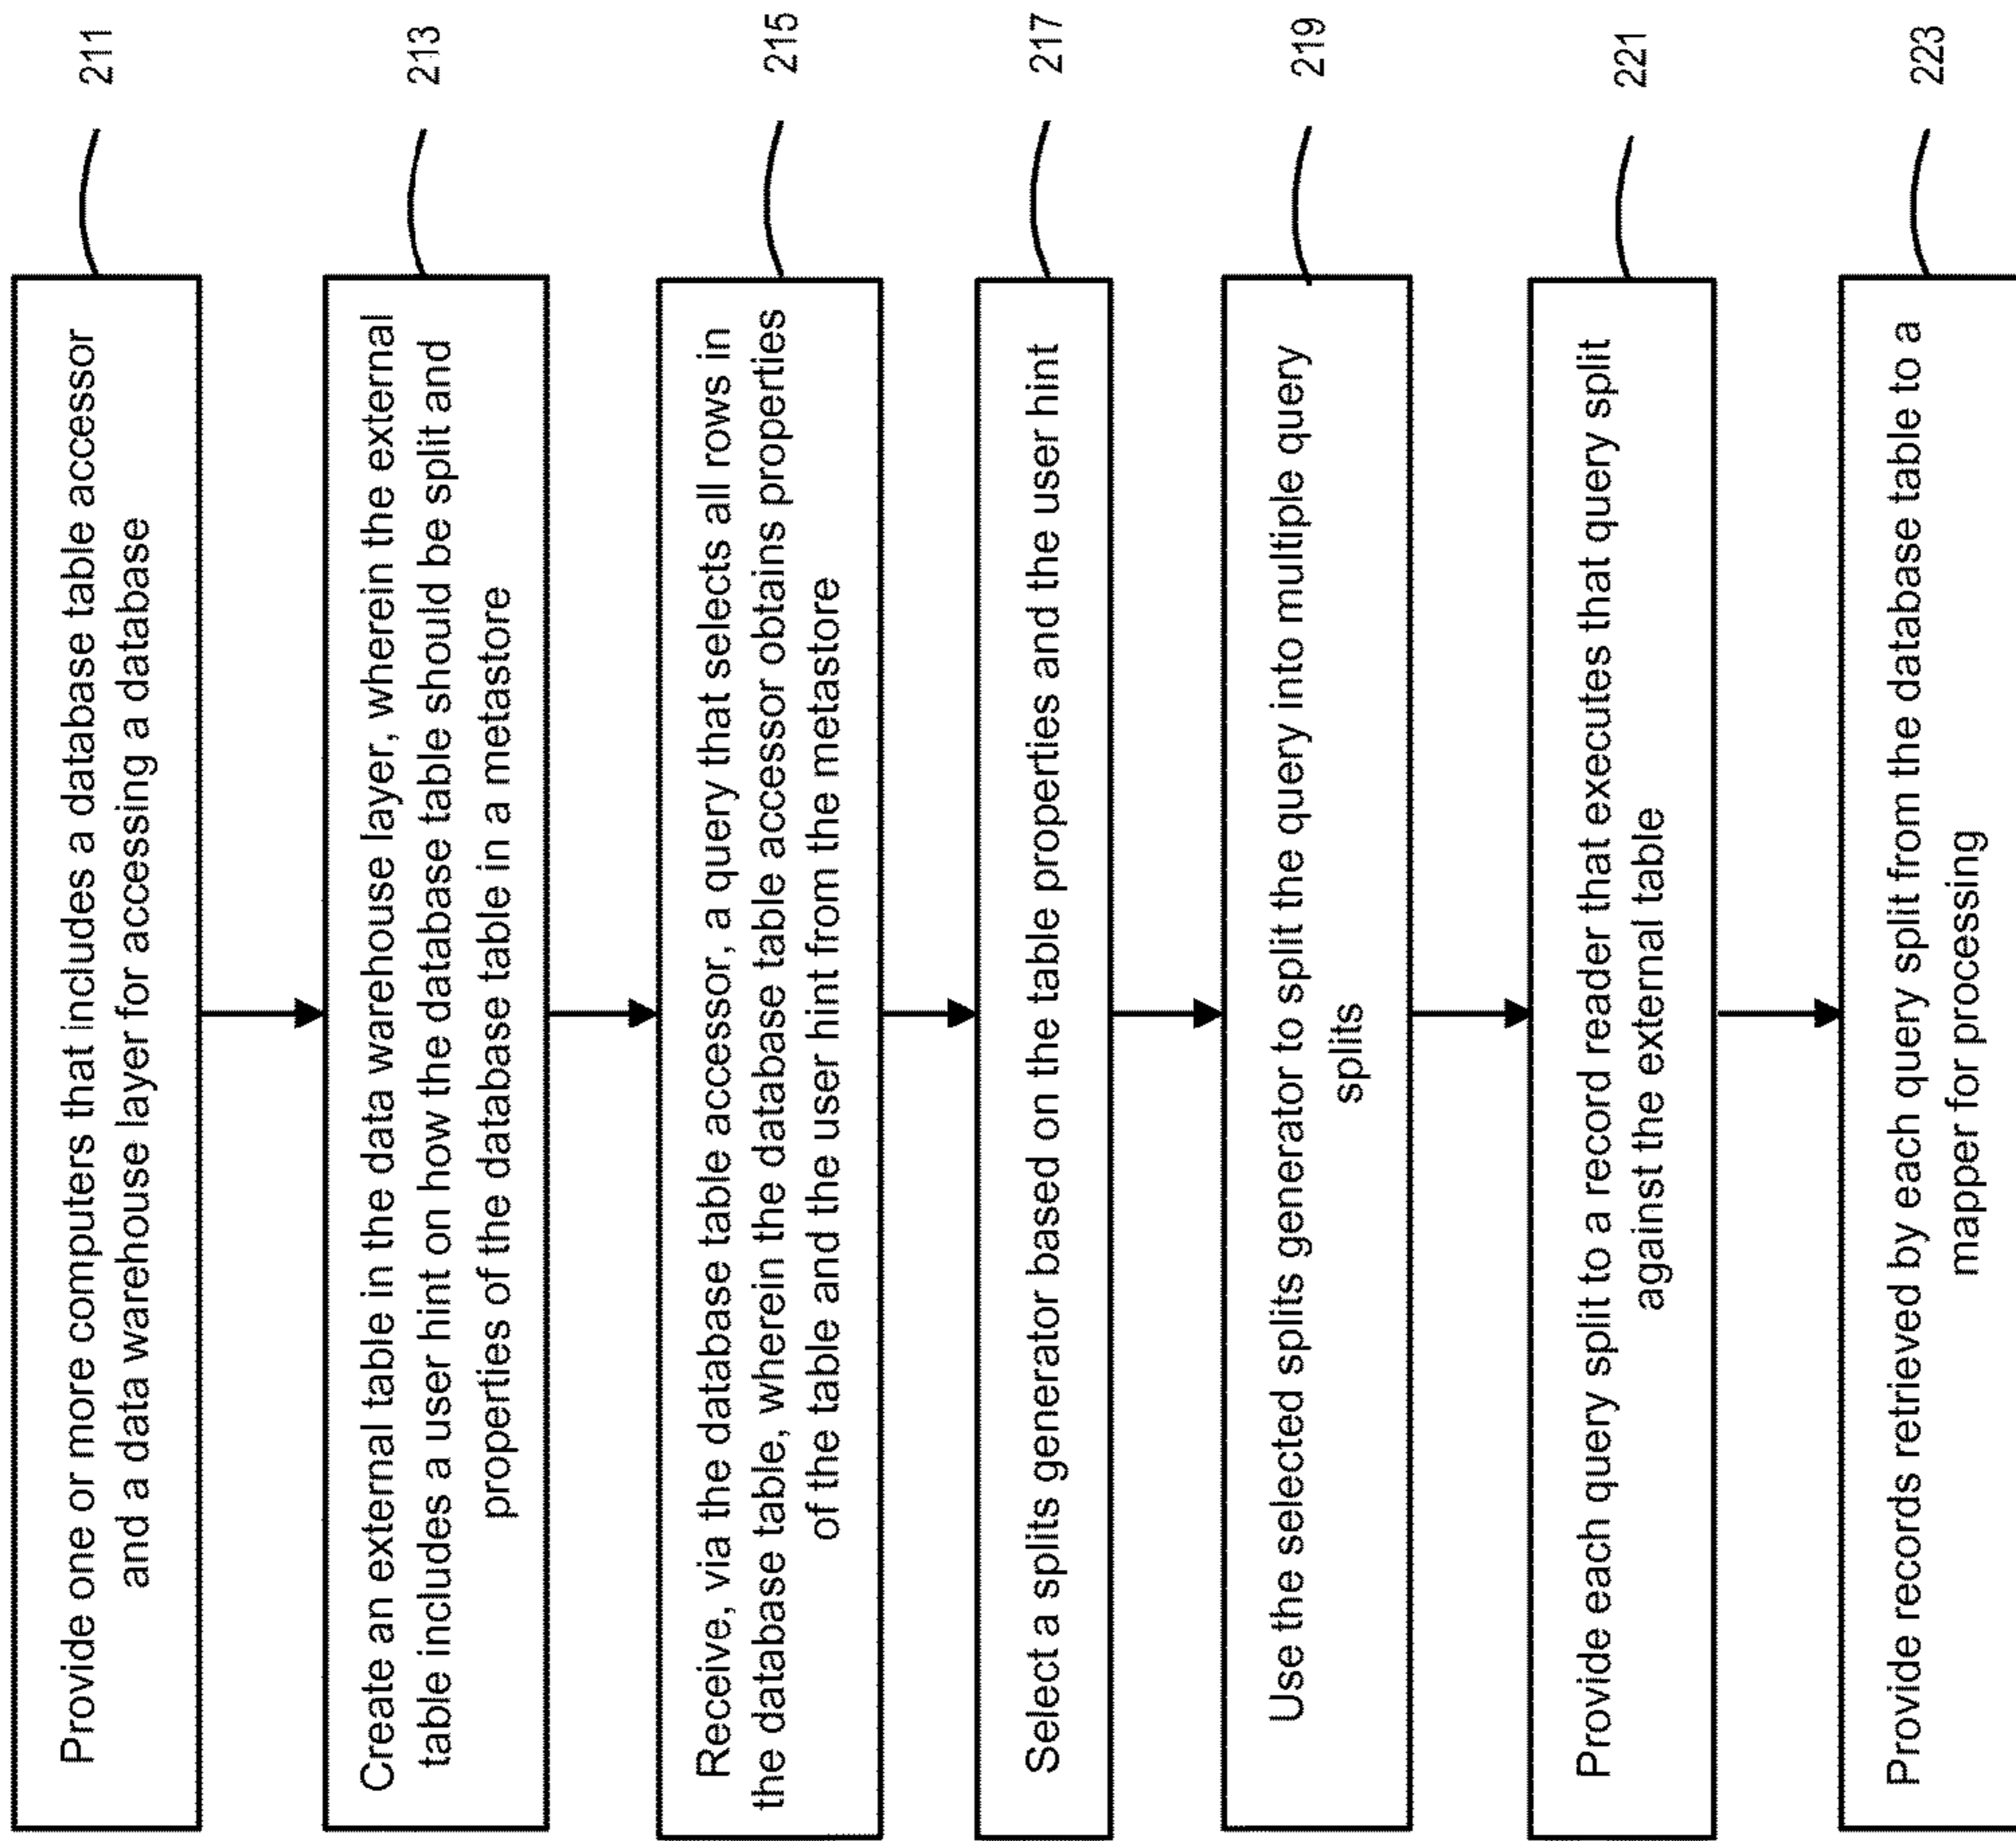 Provide one or more computers that includes a database table accessor
and a data warehouse layer for accessing a database
211
Create an external table in the data warehouse layer, wherein the external
table includes a user hint on how the database table should be split and
properties of the database table in a metastore
213
Receive, via the database table accessor, a query that selects all rows in
the database table, wherein the database table accessor obtains properties
of the table and the user hint from the metastore
215
Select a splits generator based on the table properties and the user hint
217
Use the selected splits generator to split the query into multiple query
splits
219
Provide each query split to a record reader that executes that query split
against the external table
221
Provide records retrieved by each query split from the database table to a
mapper for processing
223